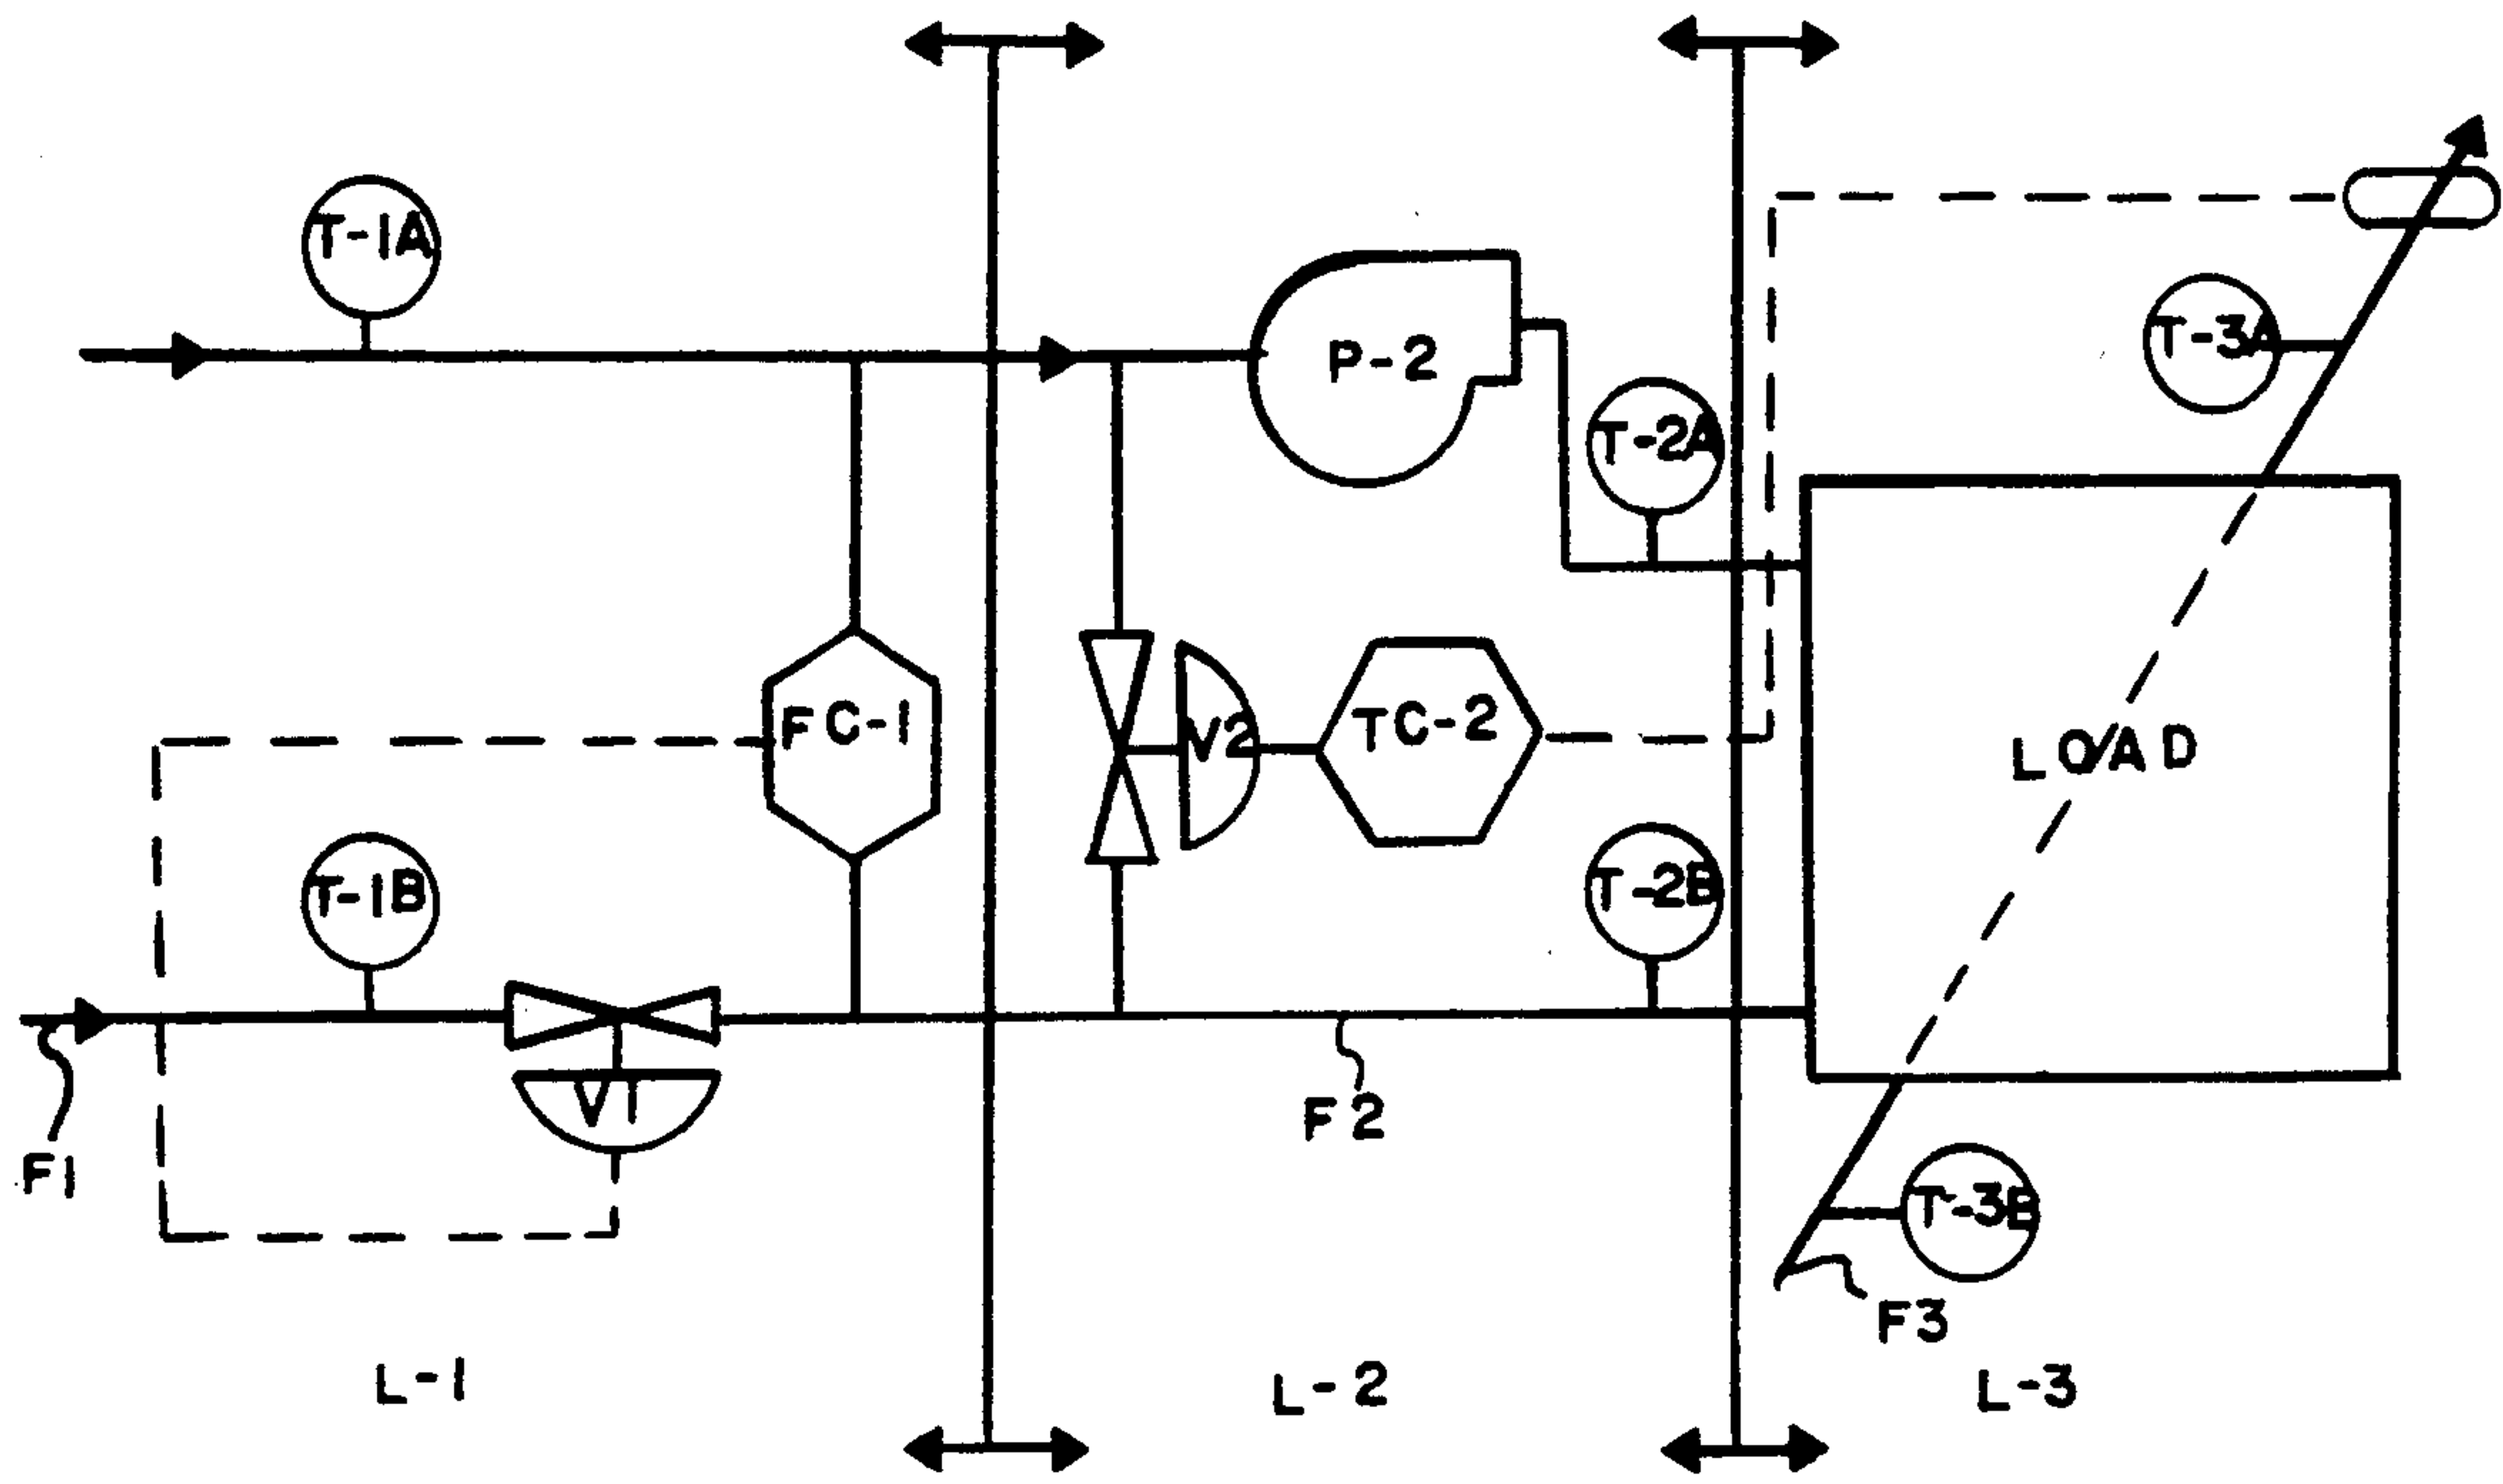 T-1A
P-2
T-3A
T-2A
FC-1
V2
TC-2
LOAD
T-1B
T-2B
V1
F2
F1
T-3B
F3
L-1
L-2
L-3